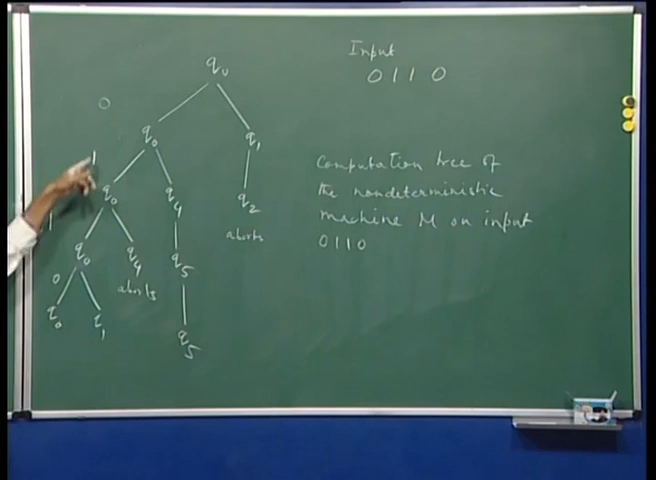 Input
0 1 1 0
q0
0
q0 q1
1
q0 q4 q2
1
aborts
q0 q4 q5
0
aborts
q0 q1
q5
Computation tree of
the nondeterministic
machine M on input
0110